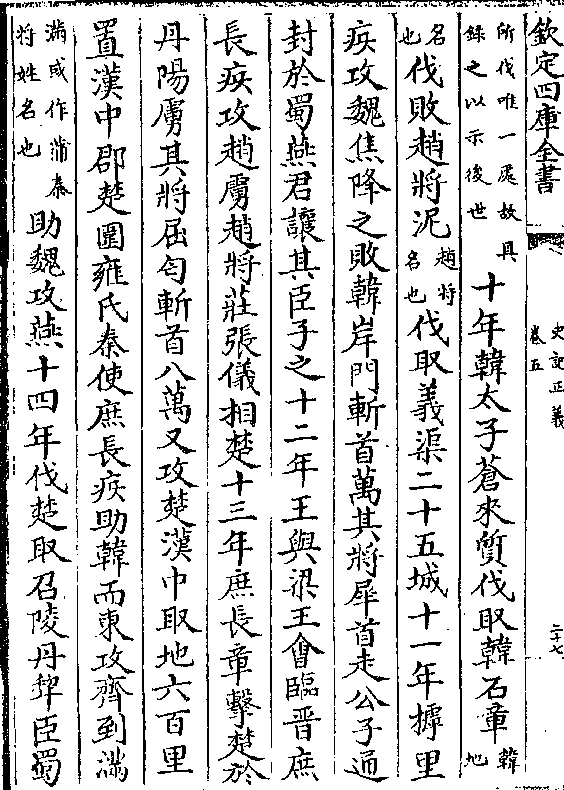 欽定四庫全書
史記正義
卷五
二十七
所伐唯一處故具
錄之以示後世
十年韓太子蒼來質伐取韓石章韓地
名也伐敗趙將泥趙將名也伐取義渠二十五城十一年摴里
疾攻魏焦降之敗韓岸門斬首萬其將犀首走公子通
封於蜀燕君讓其臣子之十二年王與梁王會臨晉庶
長疾攻趙虜趙將莊張儀相楚十三年庶長章擊楚於
丹陽虜其將屈匄斬首八萬又攻楚漢中取地六百里
置漢中郡楚圍雍氏秦使庶長疾助韓而東攻齊到滿
滿或作蒲秦
將姓名也
助魏攻燕十四年伐楚取召陵丹犂臣蜀